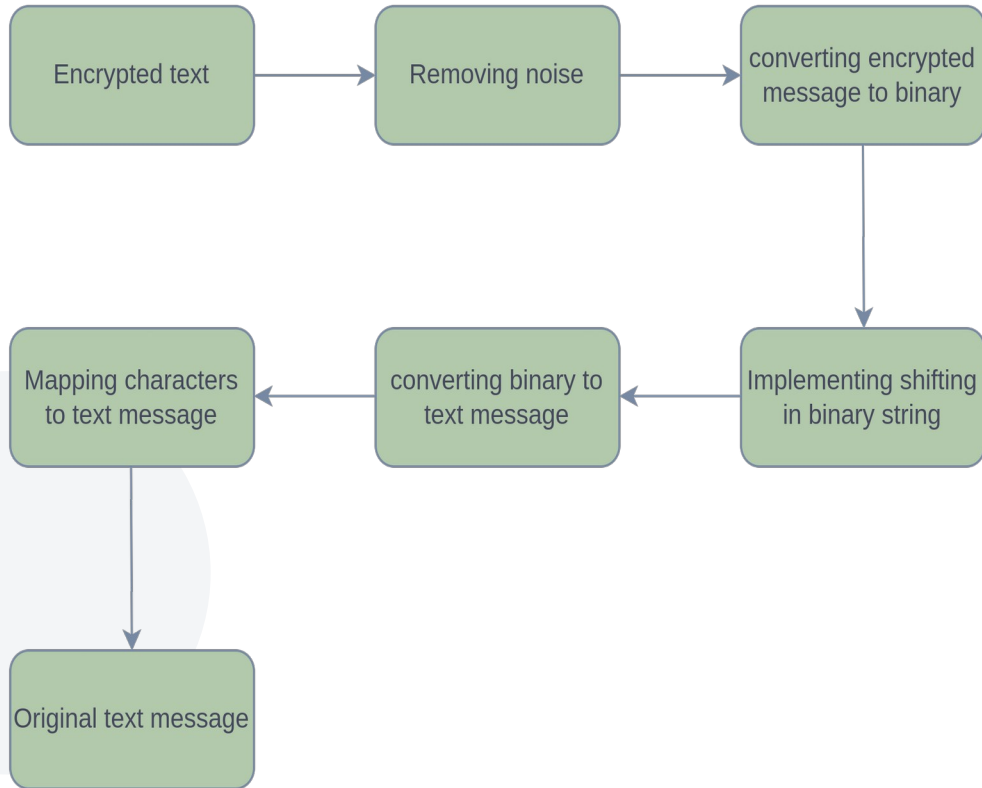 Encrypted text
Removing noise
converting encrypted
message to binary
Implementing shifting
in binary string
converting binary to
text message
Mapping characters
to text message
Original text message